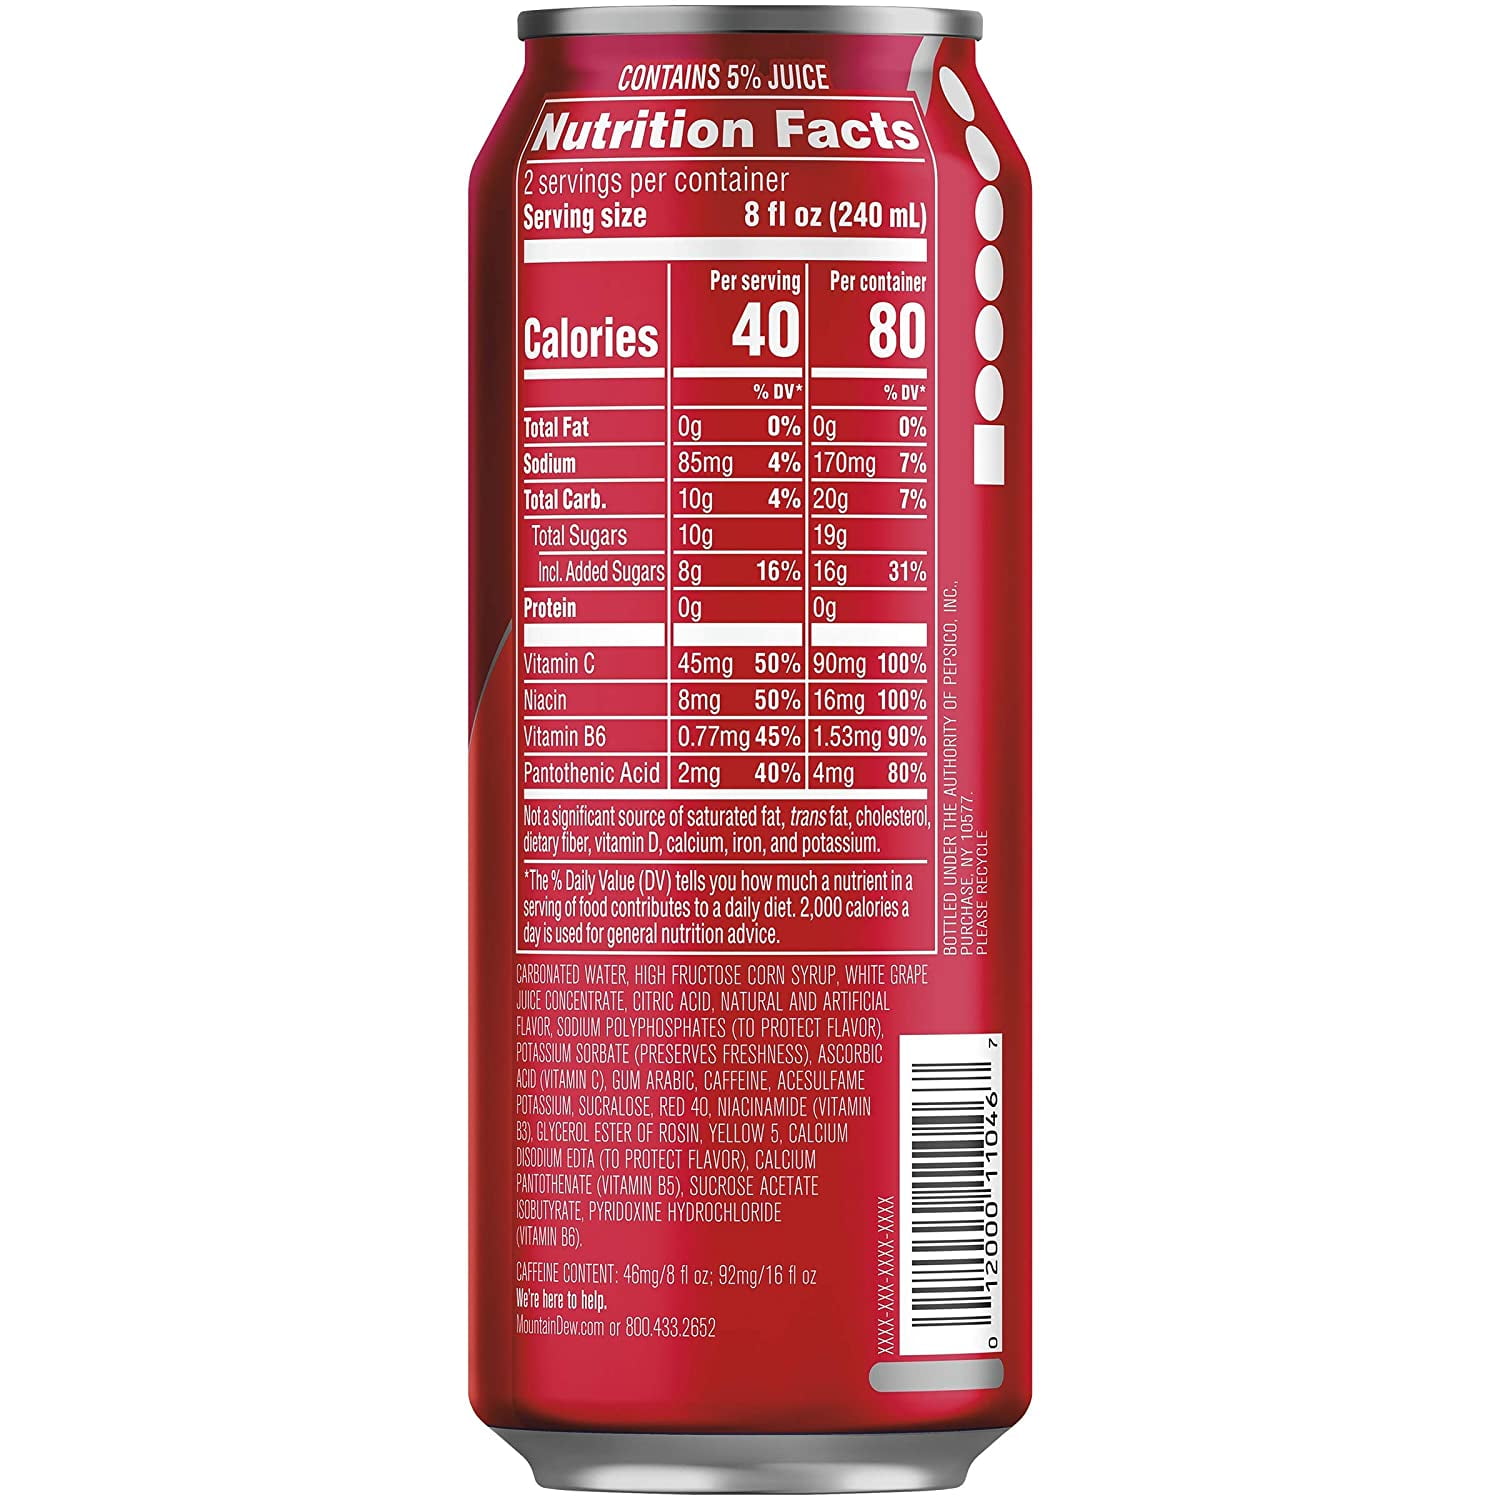 CONTAINS 5% JUICE
Nutrition Facts
2 servings per container
Serving size 8 fl oz (240 mL)
Per serving Per container
Calories 40 80
% DV* % DV*
Total Fat 0g 0% 0g 0%
Sodium 85mg 4% 170mg 7%
Total Carb. 10g 4% 20g 7%
Total Sugars 10g 19g
Incl. Added Sugars 8g 16% 16g 31%
Protein 0g 0g
Vitamin C 45mg 50% 90mg 100%
Niacin 8mg 50% 16mg 100%
Vitamin B6 0.77mg 45% 1.53mg 90%
Pantothenic Acid 2mg 40% 4mg 80%
Not a significant source of saturated fat, trans fat, cholesterol,
dietary fiber, vitamin D, calcium, iron, and potassium.
*The % Daily Value (DV) tells you how much a nutrient in a
serving of food contributes to a daily diet. 2,000 calories a
day is used for general nutrition advice.
CARBONATED WATER, HIGH FRUCTOSE CORN SYRUP, WHITE GRAPE
JUICE CONCENTRATE, CITRIC ACID, NATURAL AND ARTIFICIAL
FLAVOR, SODIUM POLYPHOSPHATES (TO PROTECT FLAVOR),
POTASSIUM SORBATE (PRESERVES FRESHNESS), ASCORBIC
ACID (VITAMIN C), GUM ARABIC, CAFFEINE, ACESULFAME
POTASSIUM, SUCRALOSE, RED 40, NIACINAMIDE (VITAMIN
B3), GLYCEROL ESTER OF ROSIN, YELLOW 5, CALCIUM
DISODIUM EDTA (TO PROTECT FLAVOR), CALCIUM
PANTOTHENATE (VITAMIN B5), SUCROSE ACETATE
ISOBUTYRATE, PYRIDOXINE HYDROCHLORIDE
(VITAMIN B6).
CAFFEINE CONTENT: 46mg/8 fl oz; 92mg/16 fl oz
We're here to help.
MountainDew.com or 800.433.2652
BOTTLED UNDER THE AUTHORITY OF PEPSICO, INC.,
PURCHASE, NY 10577.
PLEASE RECYCLE
XXXX-XXX-XXXX-XXXX
0 12000 11046 7